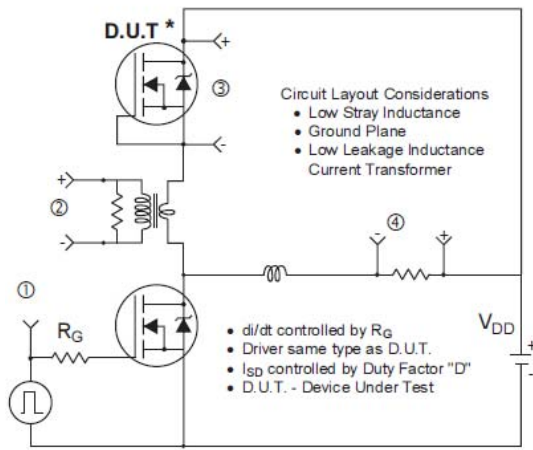 D.U.T *
+
③
-
Circuit Layout Considerations
• Low Stray Inductance
• Ground Plane
• Low Leakage Inductance
Current Transformer
+
②
-
-
④
+
①
RG
VDD
+
-
• di/dt controlled by RG
• Driver same type as D.U.T.
• ISD controlled by Duty Factor "D"
• D.U.T. - Device Under Test